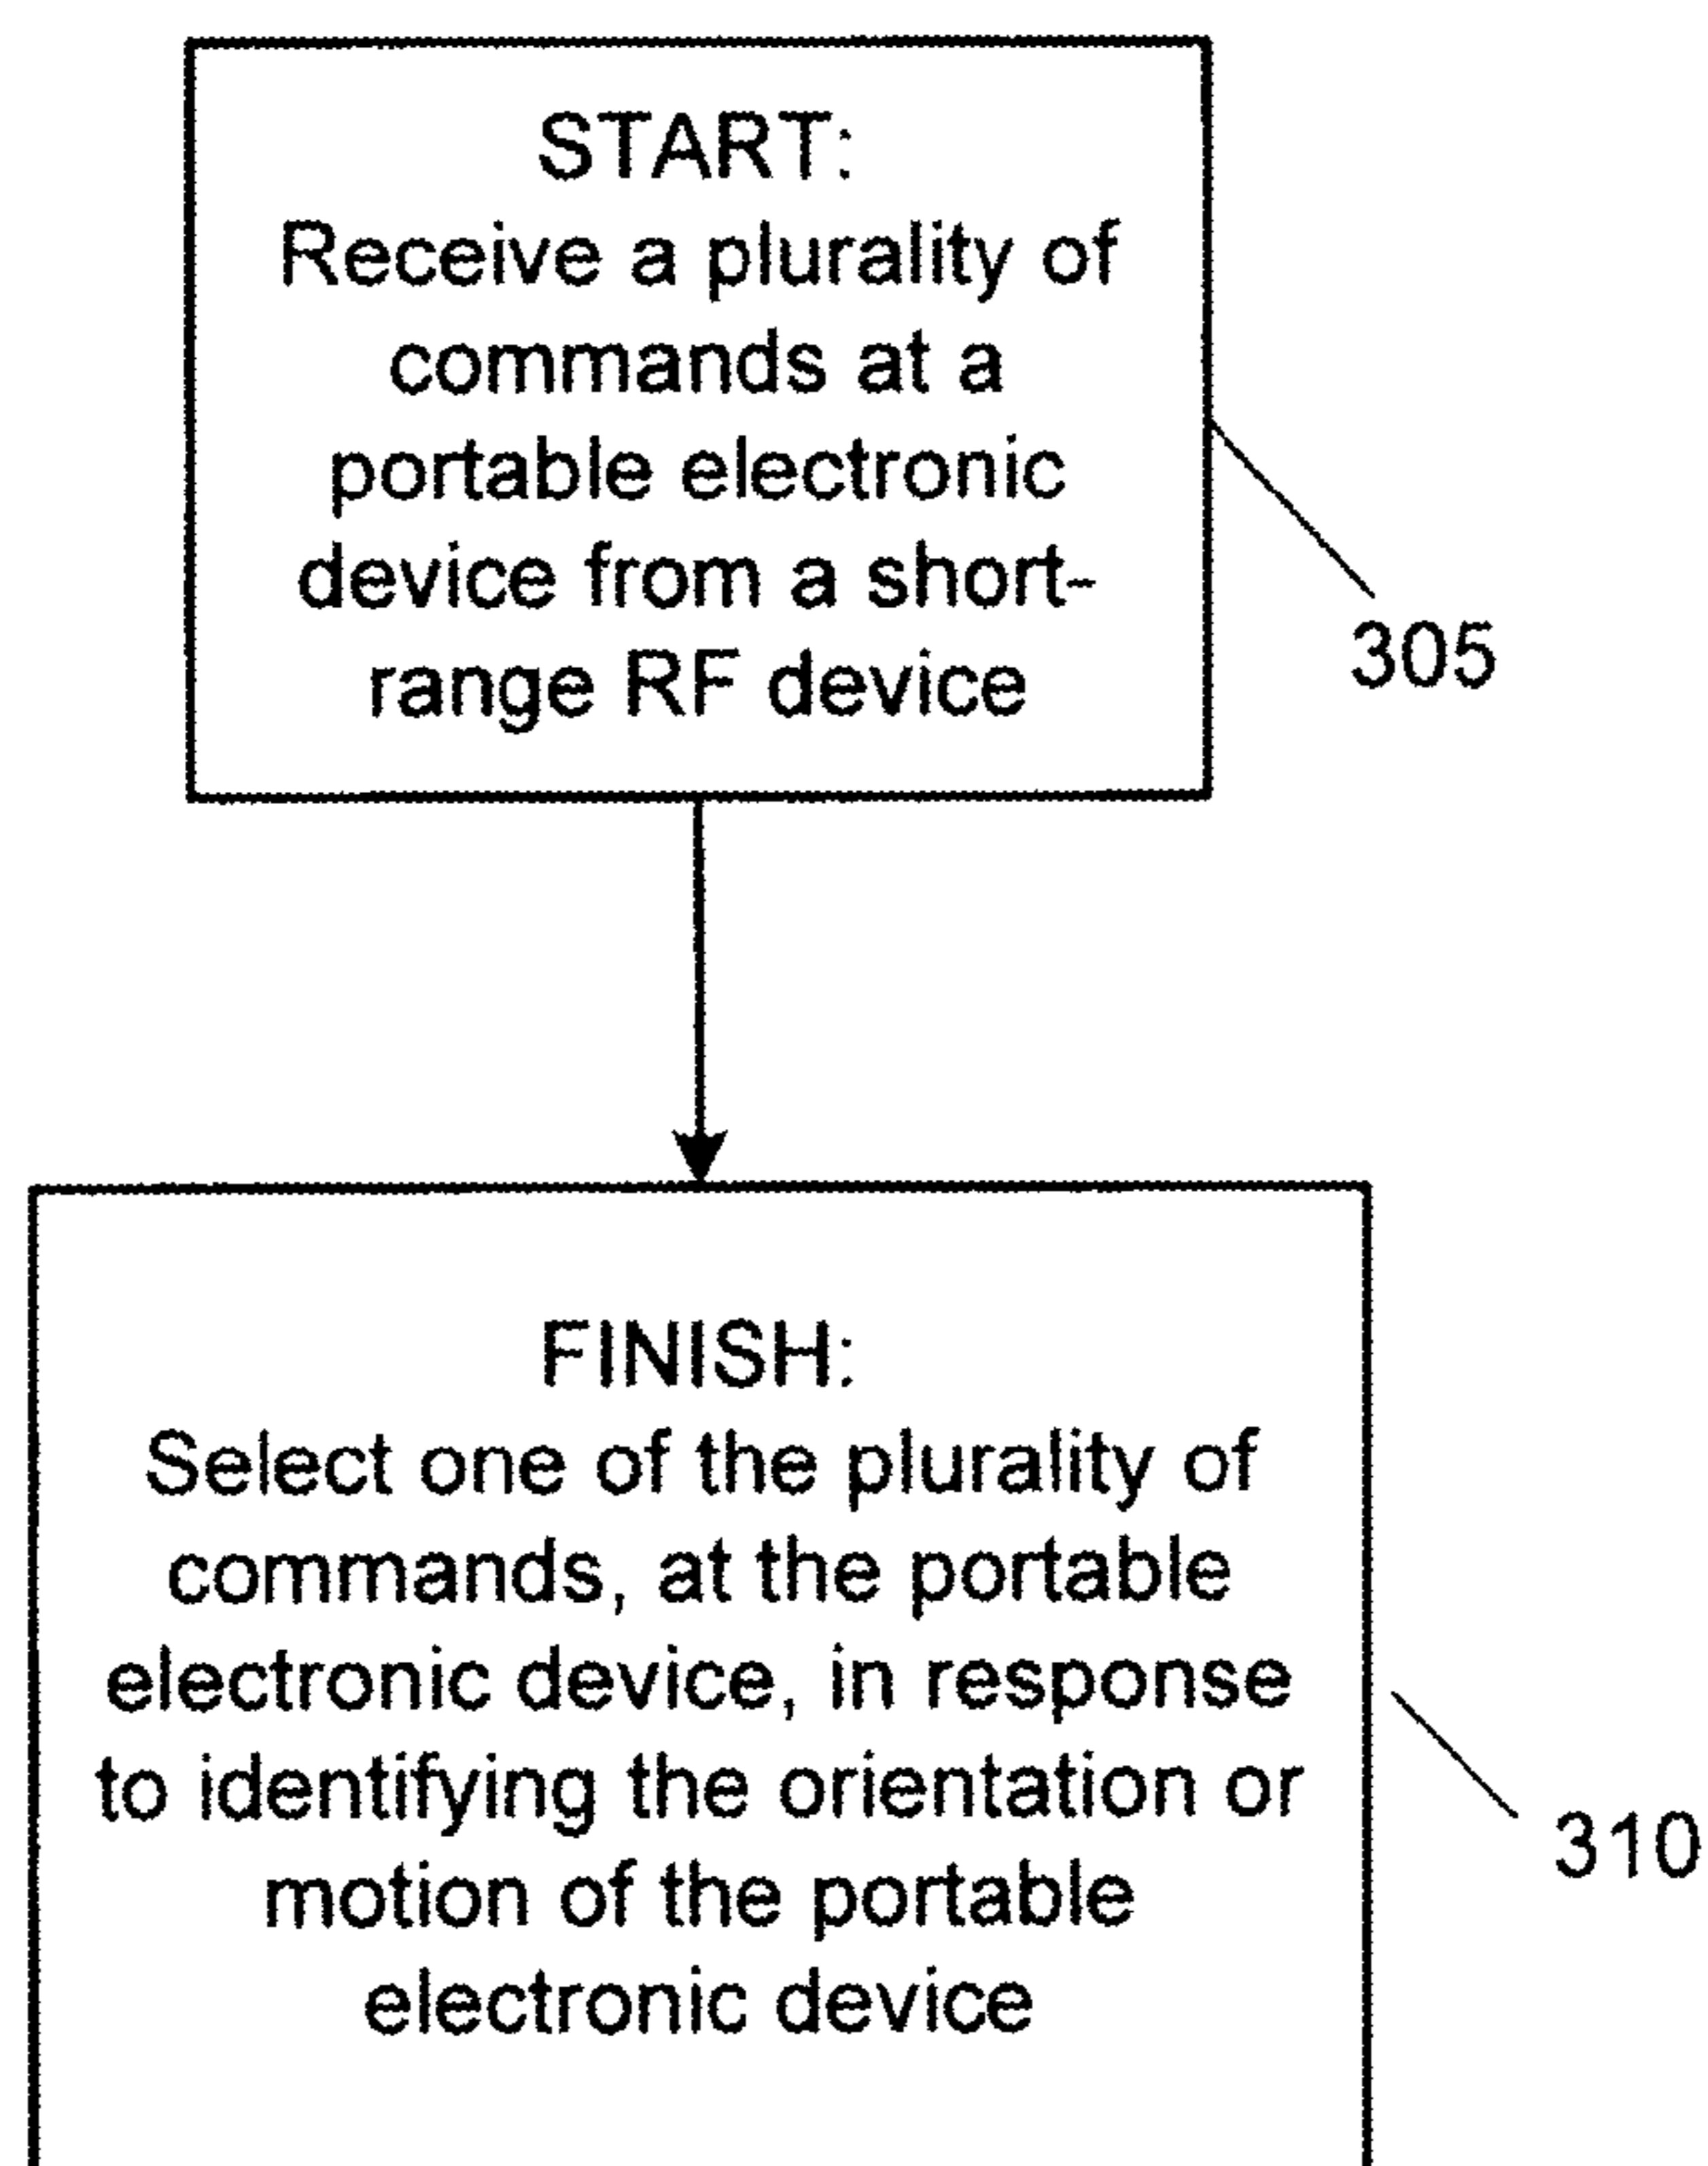 START:
Receive a plurality of
commands at a
portable electronic
device from a short-
range RF device
305
FINISH:
Select one of the plurality of
commands, at the portable
electronic device, in response
to identifying the orientation or
motion of the portable
electronic device
310